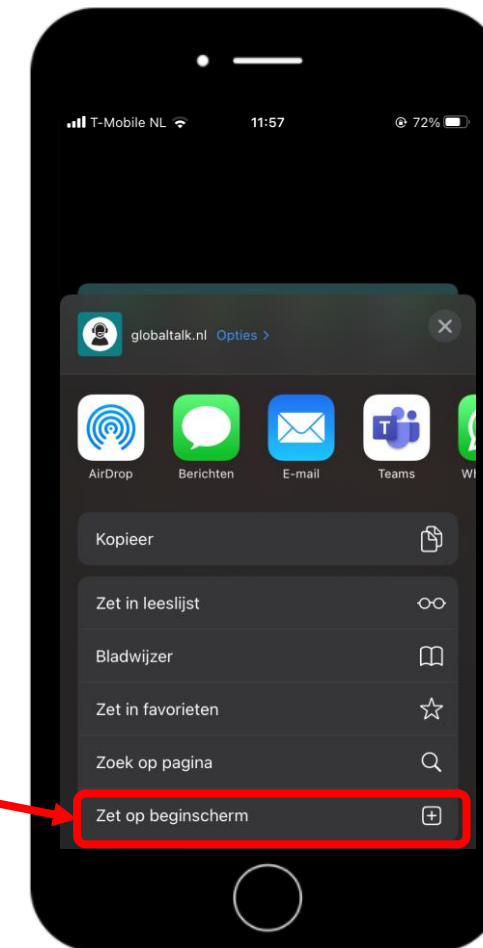 T-Mobile NL 11:57 72%
globaltalk.nl Opties >
AirDrop Berichten E-mail Teams
Kopieer
Zet in leeslijst
Bladwijzer
Zet in favorieten
Zoek op pagina
Zet op beginscherm